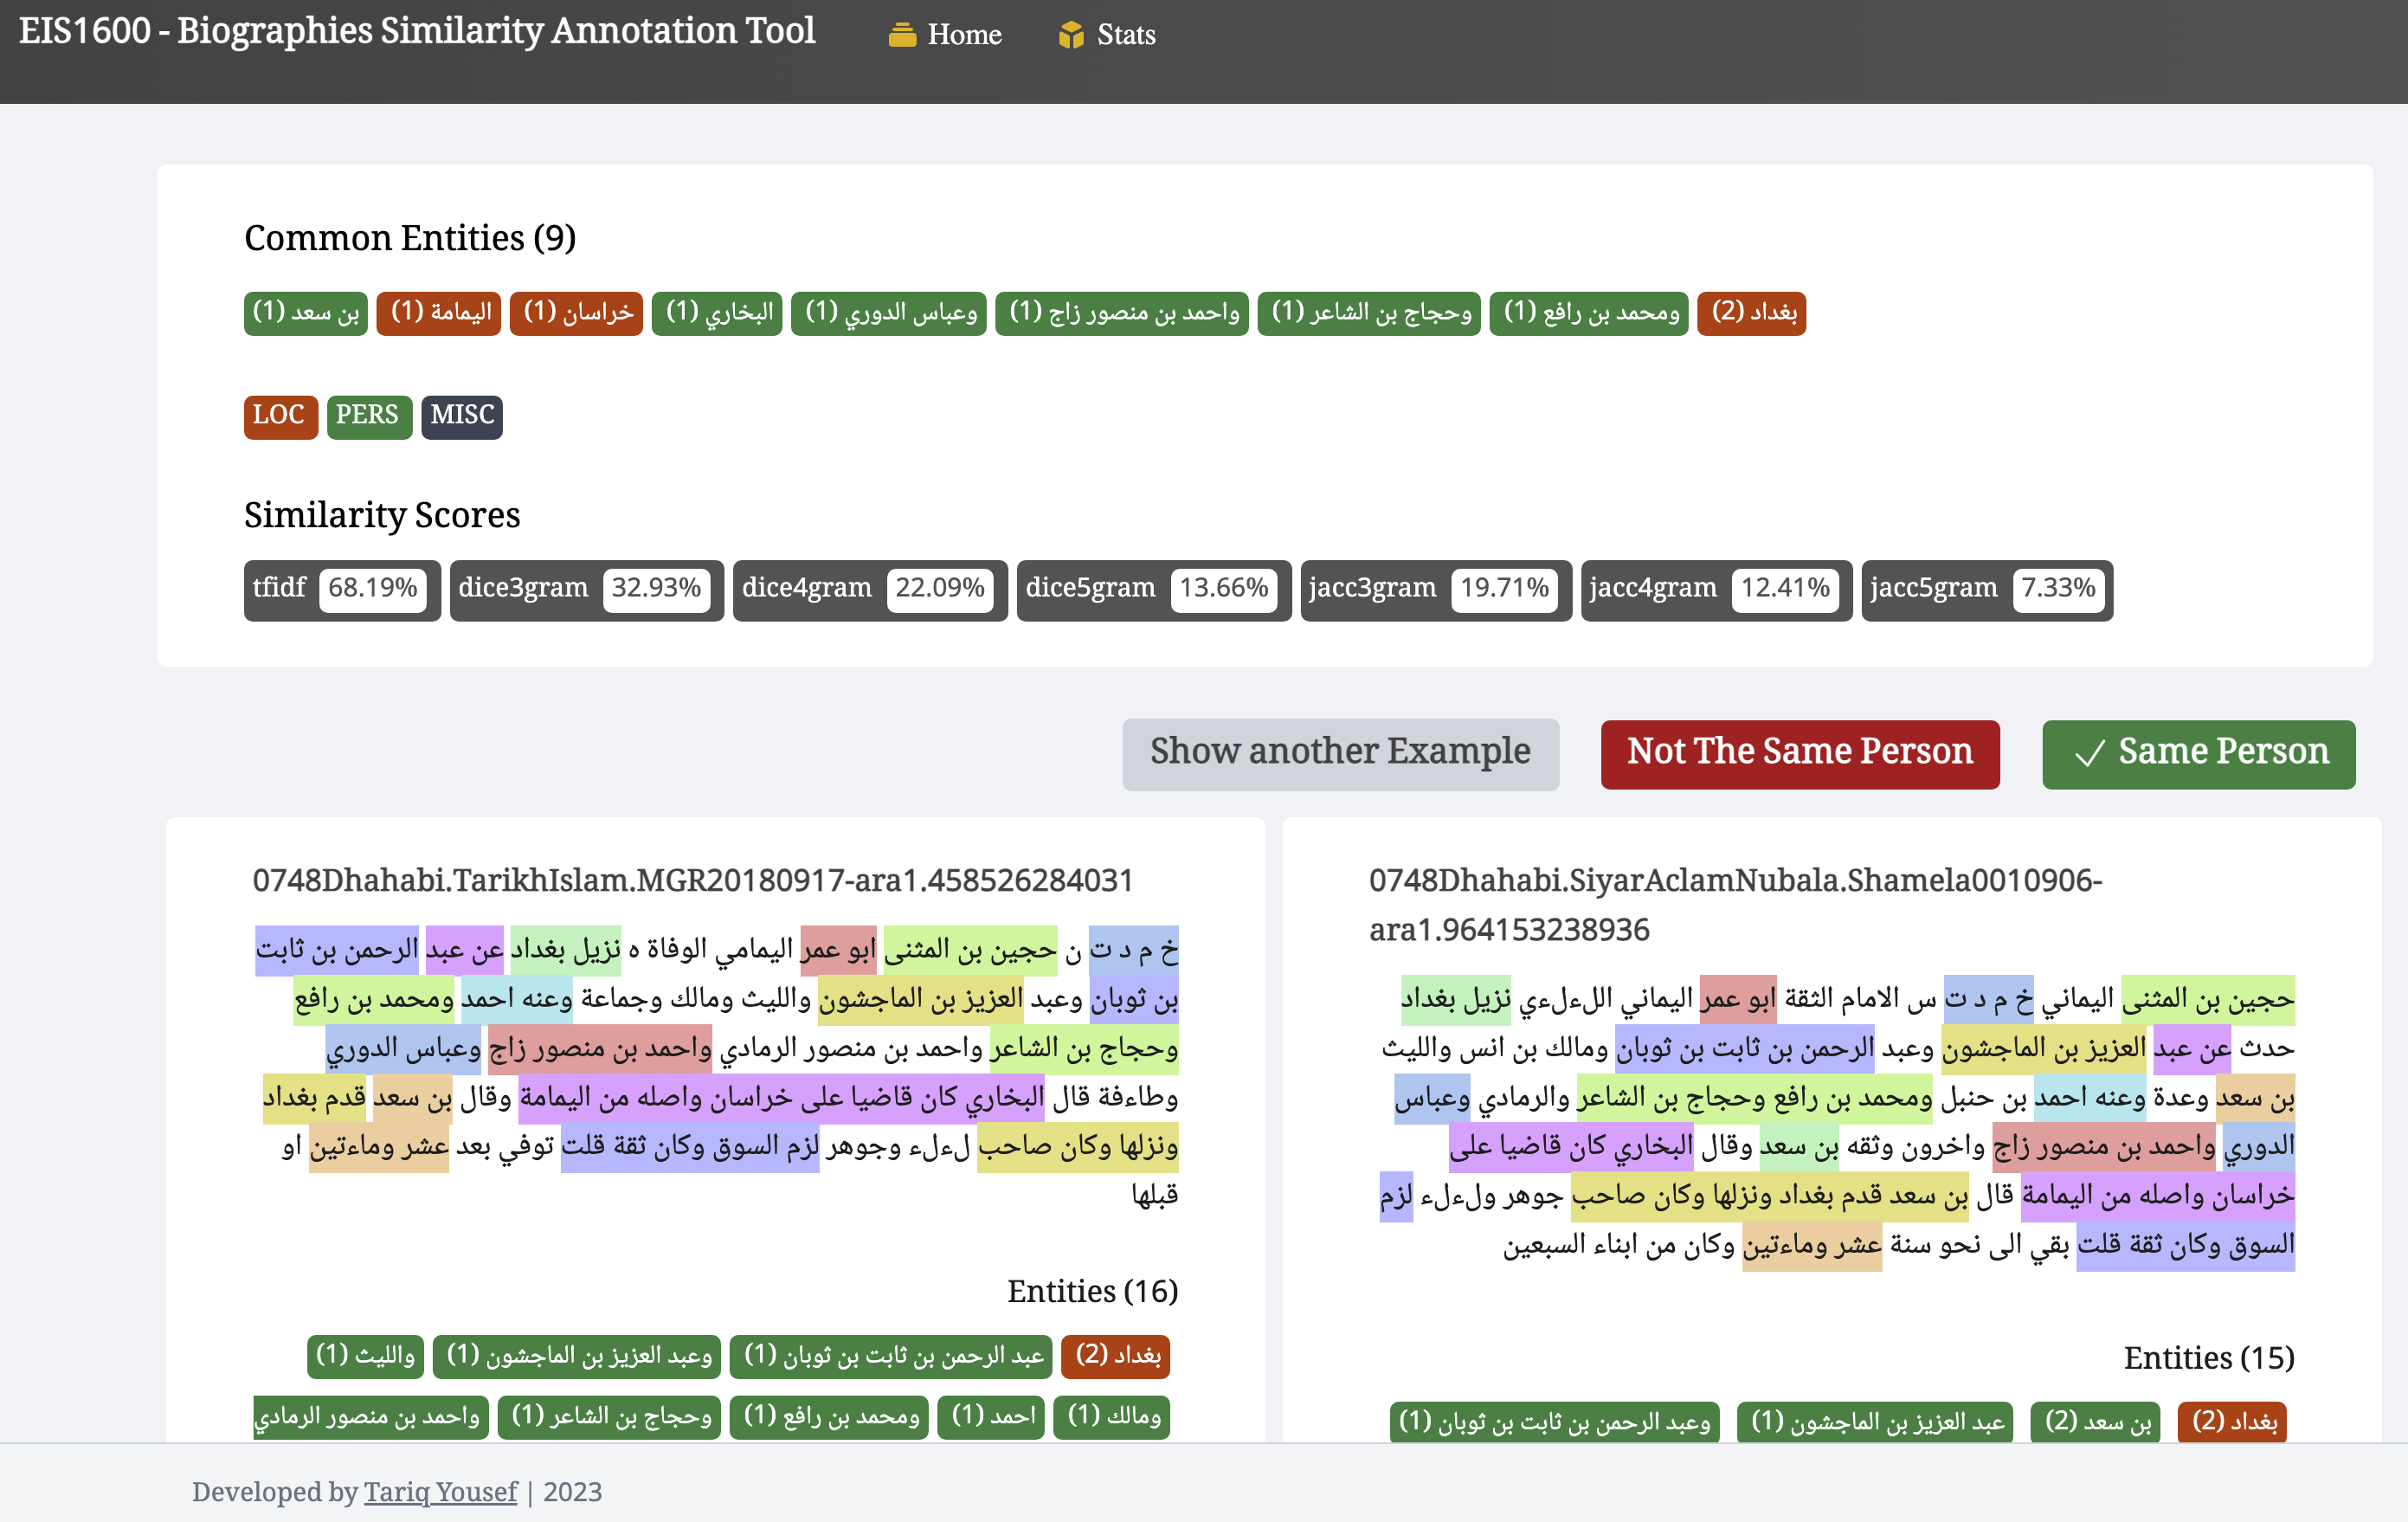 EIS1600 - Biographies Similarity Annotation Tool
Home
Stats
Common Entities (9)
بن سعد (1)
اليمامة (1)
خراسان (1)
البخاري (1)
وعباس الدوري (1)
واحمد بن منصور زاج (1)
وحجاج بن الشاعر (1)
ومحمد بن رافع (1)
بغداد (2)
LOC
PERS
MISC
Similarity Scores
tfidf 68.19%
dice3gram 32.93%
dice4gram 22.09%
dice5gram 13.66%
jacc3gram 19.71%
jacc4gram 12.41%
jacc5gram 7.33%
Show another Example
Not The Same Person
✓ Same Person
0748Dhahabi.TarikhIslam.MGR20180917-ara1.458526284031
خ م د ت ن حجين بن المثنى ابو عمر اليمامي الوفاة ه نزيل بغداد عن عبد الرحمن بن ثابت
بن ثوبان وعبد العزيز بن الماجشون والليث ومالك وجماعة وعنه احمد ومحمد بن رافع
وحجاج بن الشاعر واحمد بن منصور الرمادي واحمد بن منصور زاج وعباس الدوري
وطاءفة قال البخاري كان قاضيا على خراسان واصله من اليمامة وقال بن سعد قدم بغداد
ونزلها وكان صاحب لءلء وجوهر لزم السوق وكان ثقة قلت توفي بعد عشر وماءتين او
قبلها
Entities (16)
بغداد (2)
عبد الرحمن بن ثابت بن ثوبان (1)
وعبد العزيز بن الماجشون (1)
والليث (1)
ومالك (1)
احمد (1)
ومحمد بن رافع (1)
وحجاج بن الشاعر (1)
واحمد بن منصور الرمادي
0748Dhahabi.SiyarAclamNubala.Shamela0010906-
ara1.964153238936
حجين بن المثنى اليماني خ م د ت س الامام الثقة ابو عمر اليماني اللءلءي نزيل بغداد
حدث عن عبد العزيز بن الماجشون وعبد الرحمن بن ثابت بن ثوبان ومالك بن انس والليث
بن سعد وعدة وعنه احمد بن حنبل ومحمد بن رافع وحجاج بن الشاعر والرمادي وعباس
الدوري واحمد بن منصور زاج واخرون وثقه بن سعد وقال البخاري كان قاضيا على
خراسان واصله من اليمامة قال بن سعد قدم بغداد ونزلها وكان صاحب جوهر ولءلء لزم
السوق وكان ثقة قلت بقي الى نحو سنة عشر وماءتين وكان من ابناء السبعين
Entities (15)
بغداد (2)
بن سعد (2)
عبد العزيز بن الماجشون (1)
وعبد الرحمن بن ثابت بن ثوبان (1)
Developed by Tariq Yousef | 2023